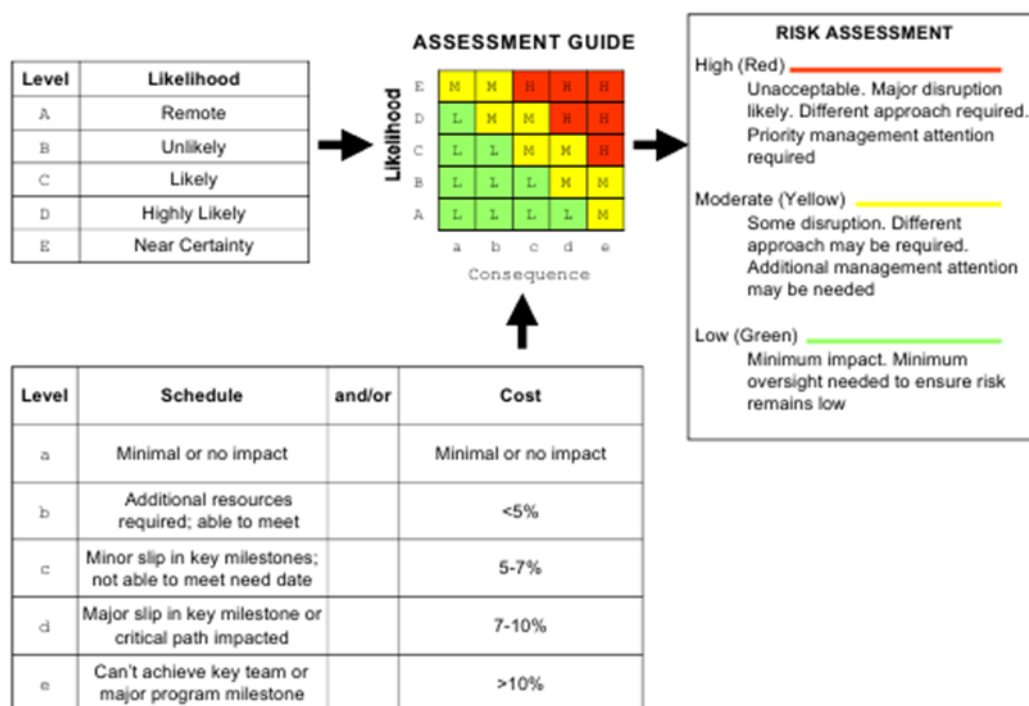 Level Likelihood
A Remote
B Unlikely
C Likely
D Highly Likely
E Near Certainty
ASSESSMENT GUIDE
Likelihood
E M M H H H
D L M M H H
C L L M M H
B L L L M M
A L L L L M
a b c d e
Consequence
RISK ASSESSMENT
High (Red)
Unacceptable. Major disruption
likely. Different approach required.
Priority management attention
required
Moderate (Yellow)
Some disruption. Different
approach may be required.
Additional management attention
may be needed
Low (Green)
Minimum impact. Minimum
oversight needed to ensure risk
remains low
Level Schedule and/or Cost
a Minimal or no impact Minimal or no impact
b Additional resources
required; able to meet <5%
c Minor slip in key milestones;
not able to meet need date 5-7%
d Major slip in key milestone or
critical path impacted 7-10%
e Can't achieve key team or
major program milestone >10%